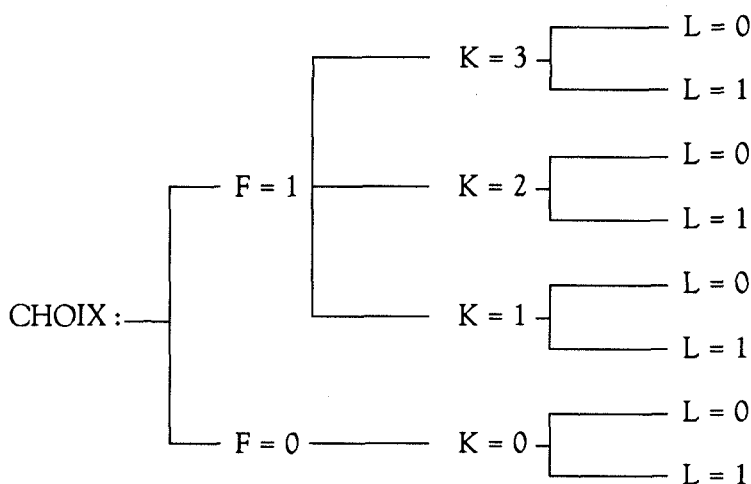 L = 0
K = 3
L = 1
L = 0
F = 1 K = 2
L = 1
L = 0
CHOIX : K = 1
L = 1
L = 0
F = 0 K = 0
L = 1